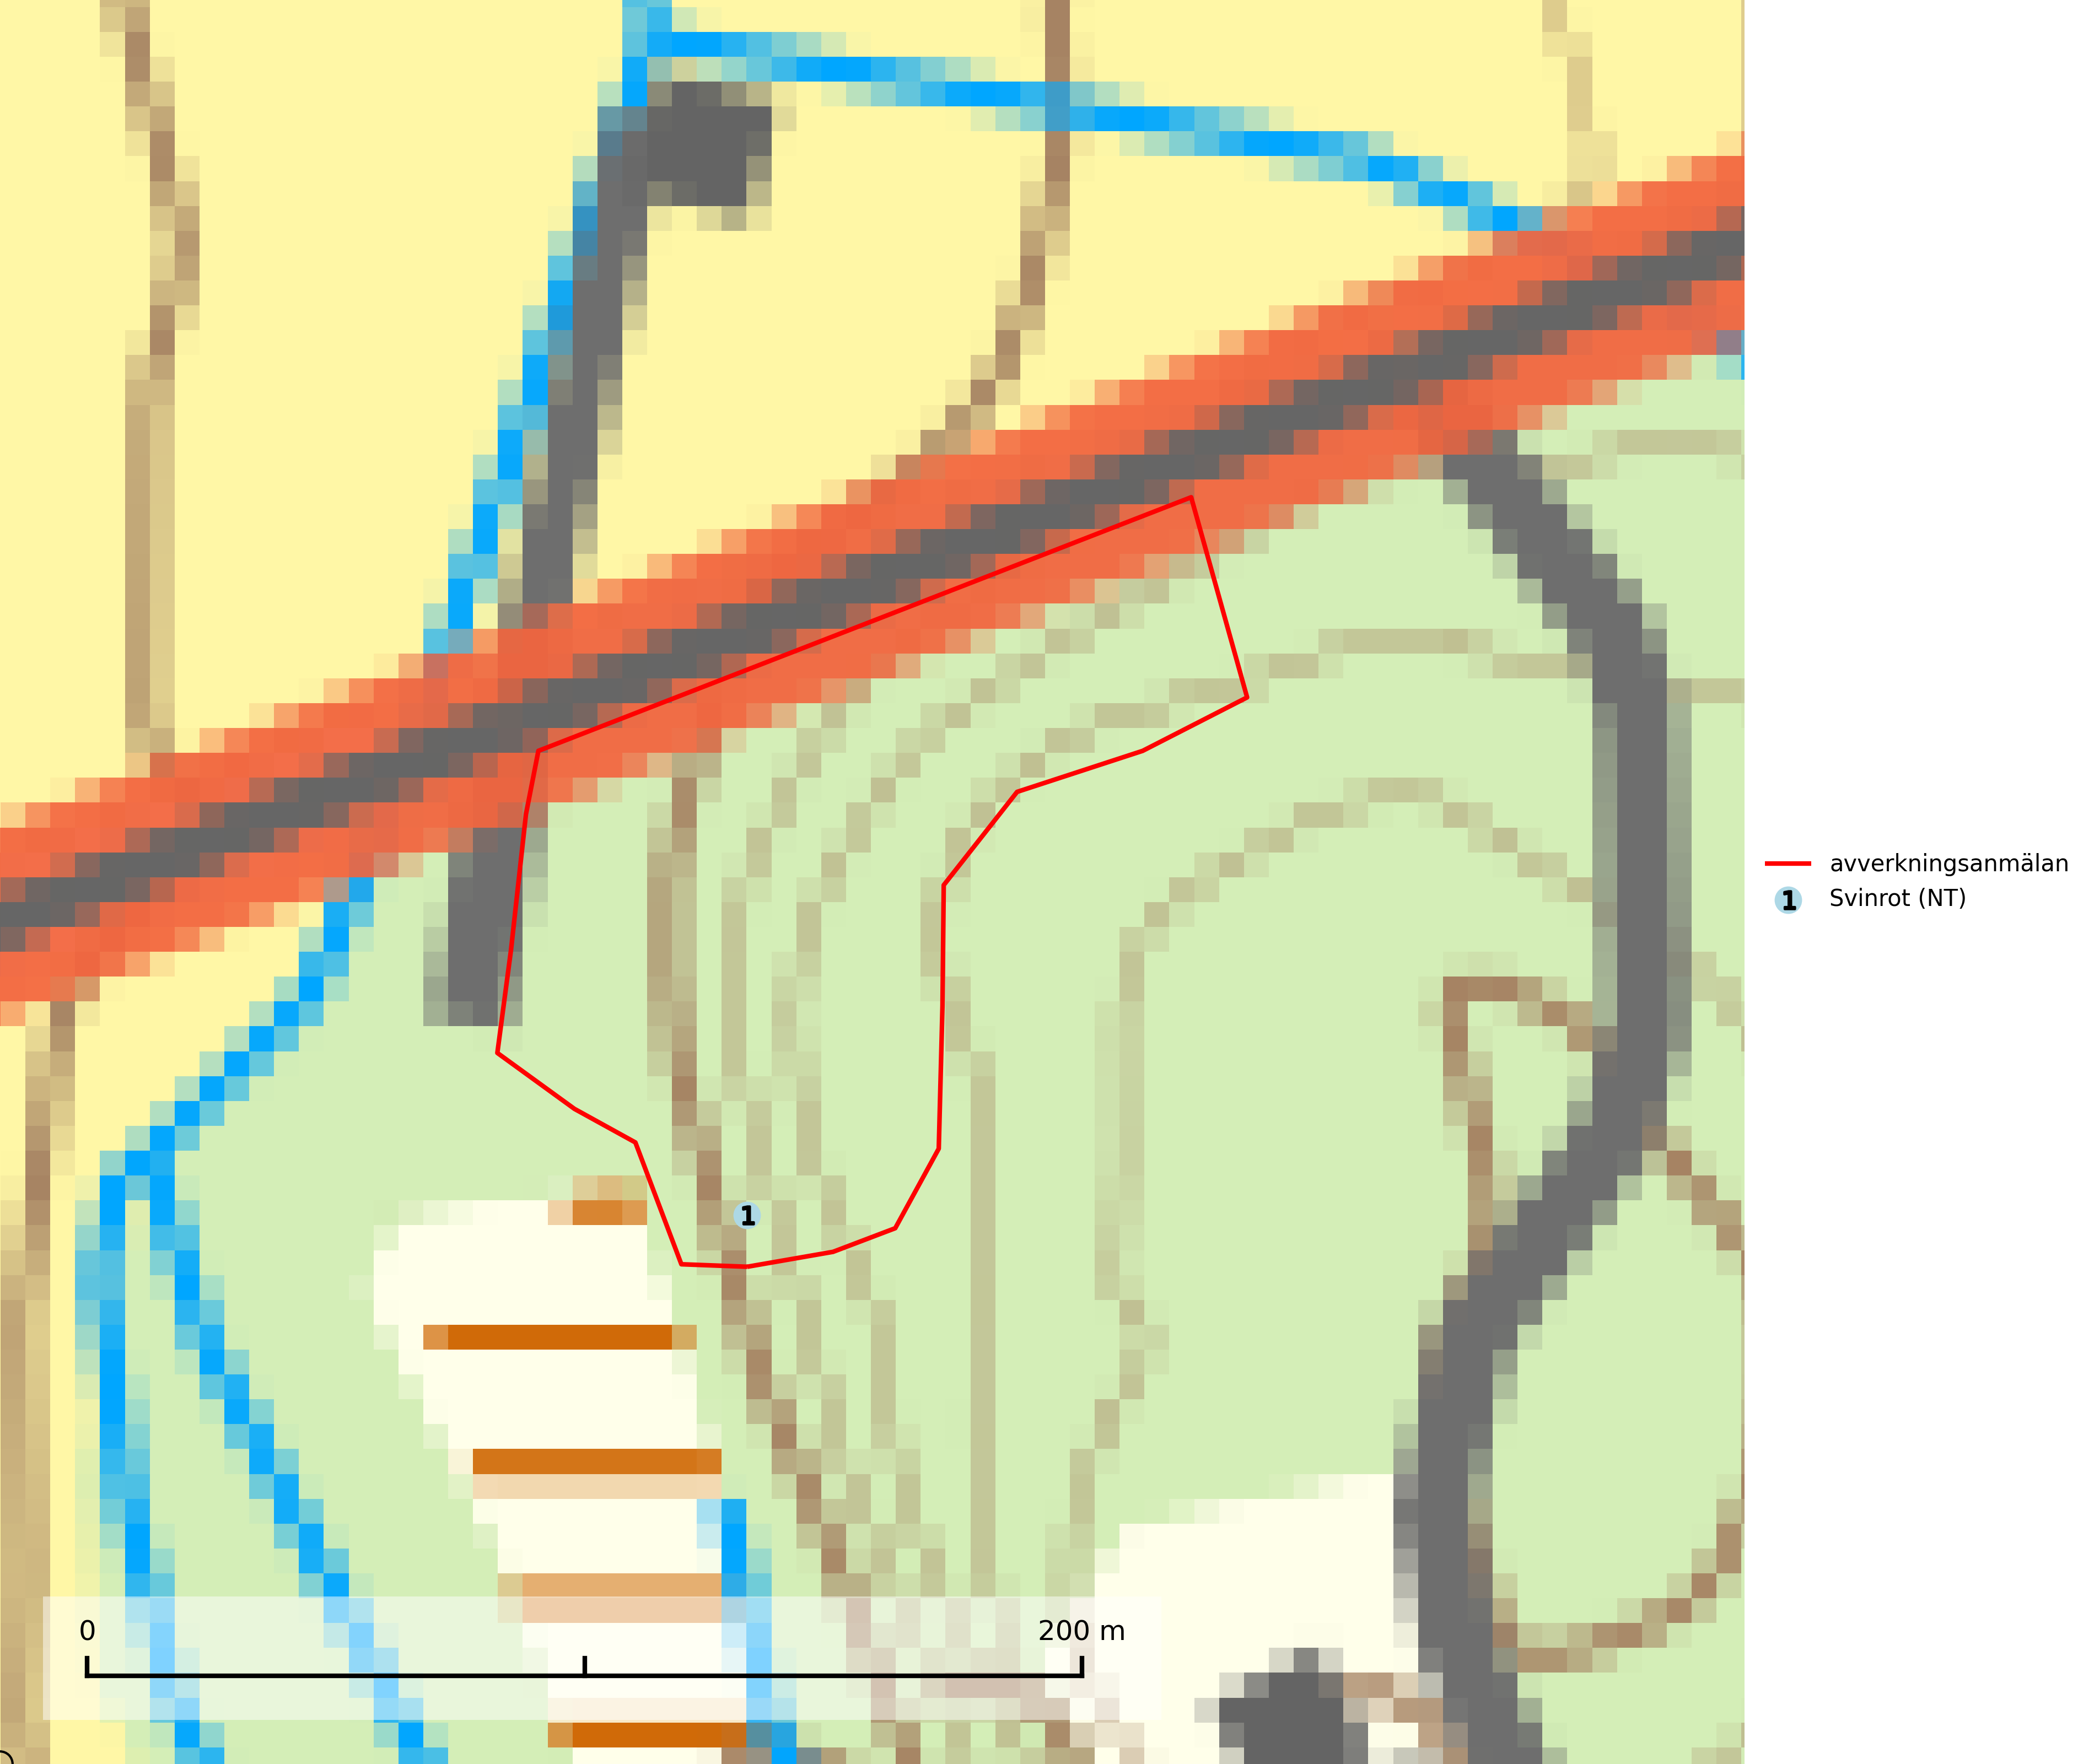 avverkningsanmälan
1 Svinrot (NT)
1
0 200 m